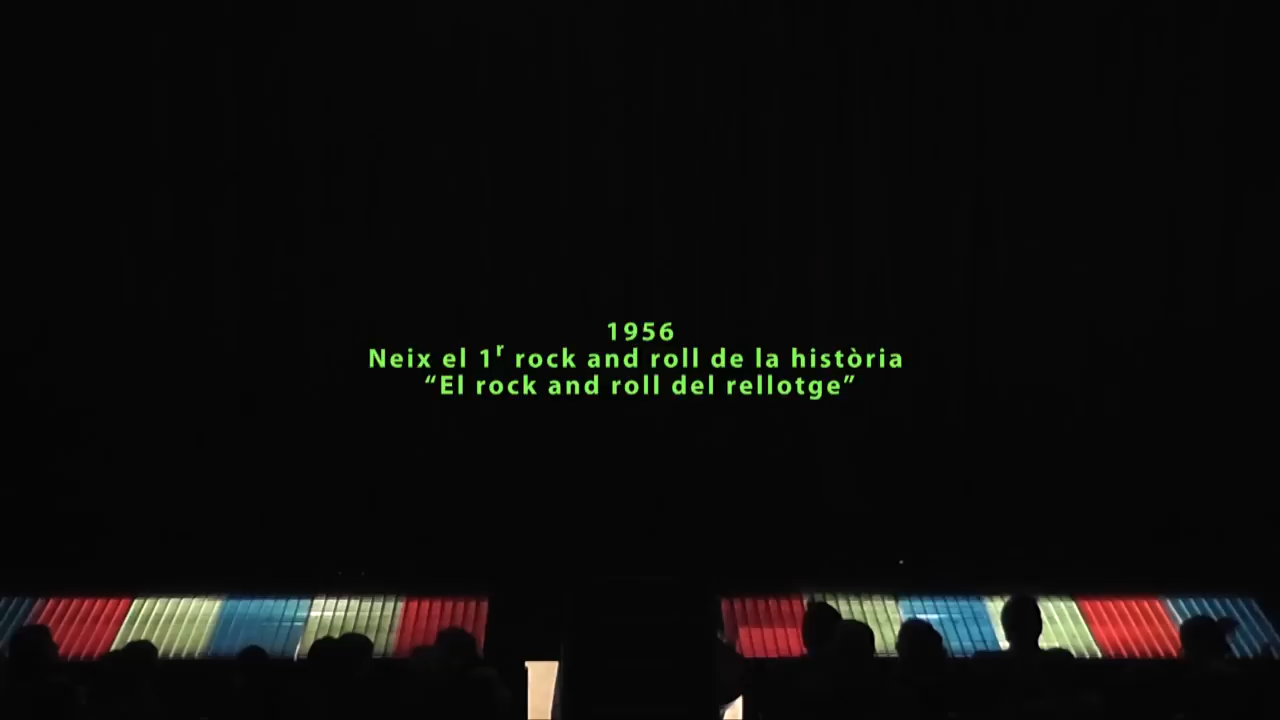 1956
Neix el 1r rock and roll de la història
“El rock and roll del rellotge”